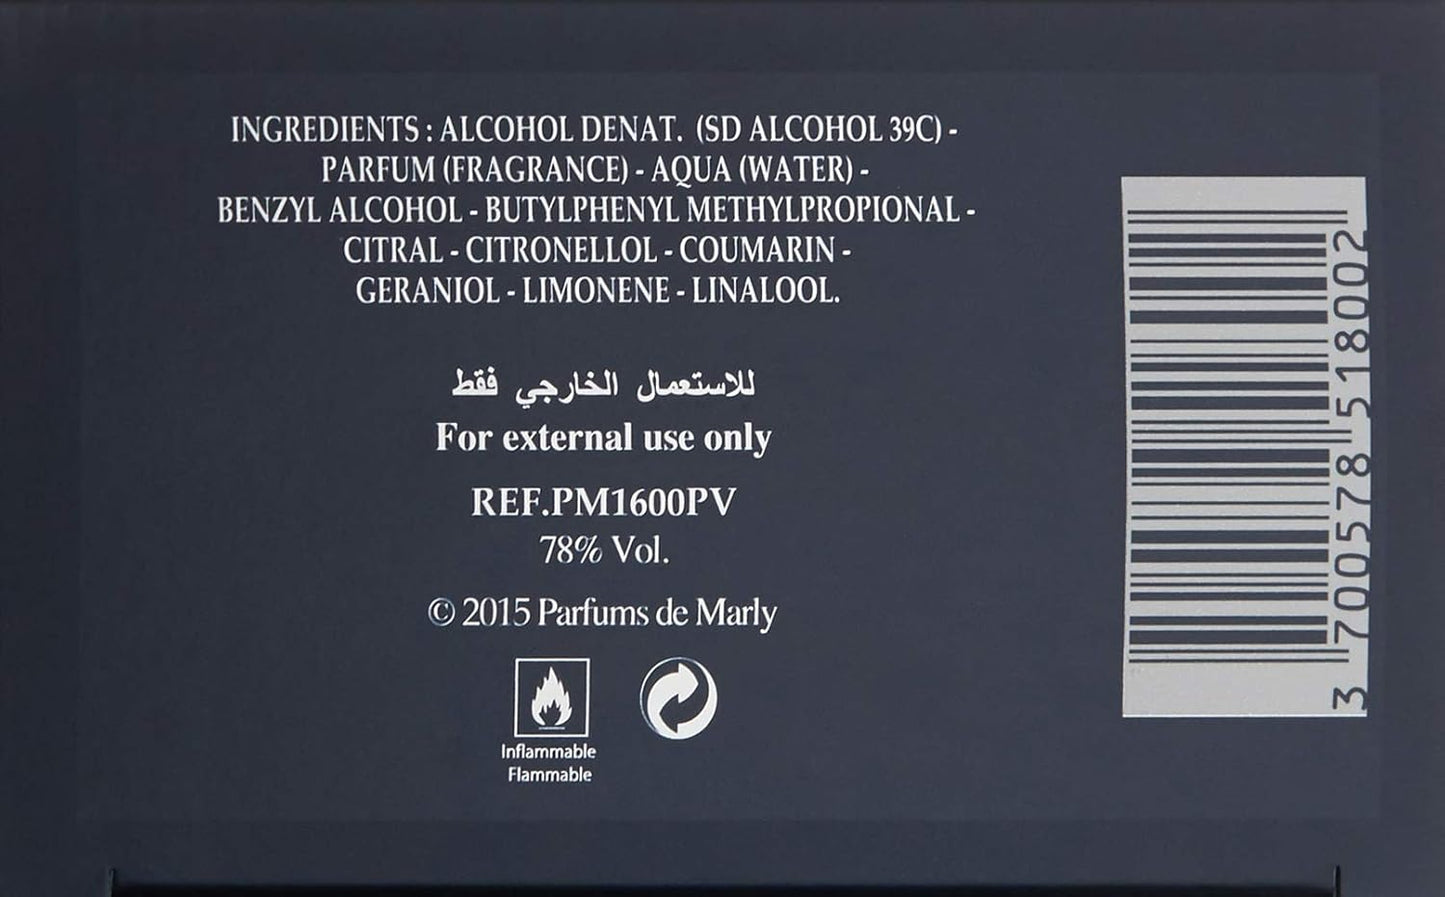 INGREDIENTS : ALCOHOL DENAT. (SD ALCOHOL 39C) -
PARFUM (FRAGRANCE) - AQUA (WATER) -
BENZYL ALCOHOL - BUTYLPHENYL METHYLPROPIONAL -
CITRAL - CITRONELLOL - COUMARIN -
GERANIOL - LIMONENE - LINALOOL.
للاستعمال الخارجي فقط
For external use only
REF.PM1600PV
78% Vol.
© 2015 Parfums de Marly
Inflammable
Flammable
3 700578 518002